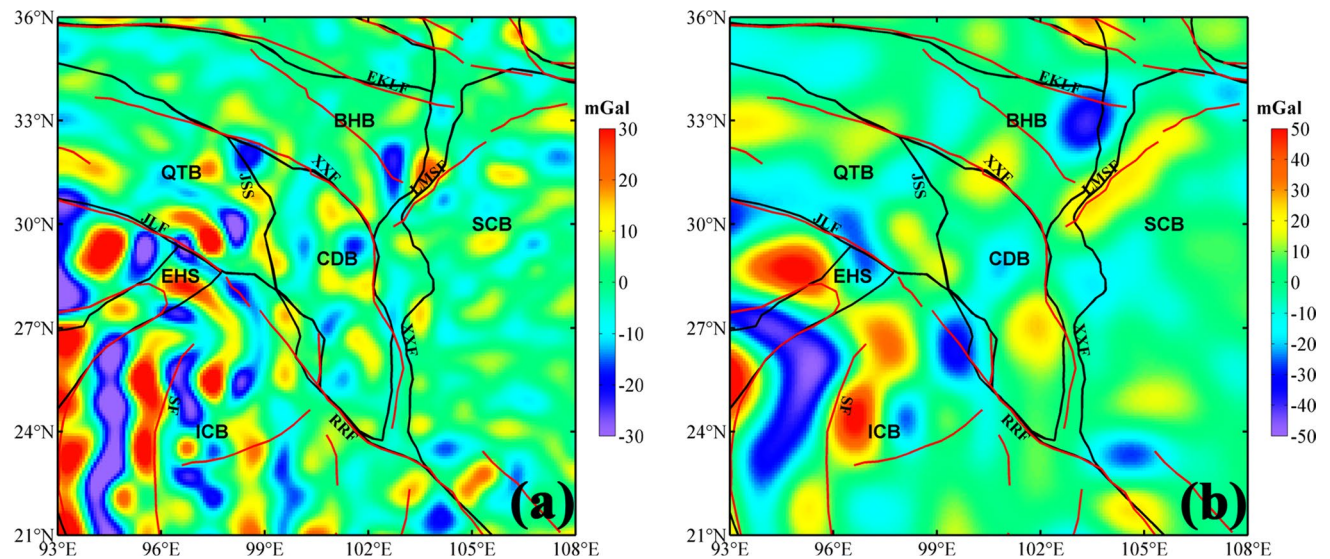 36°N
33°N
30°N
27°N
24°N
21°N
93°E
96°E
99°E
102°E
105°E
108°E
EKLF
BHB
XXF
QTB
JSS
LMSF
JLF
SCB
CDB
EHS
XXF
SF
ICB
RRF
(a)
mGal
30
20
10
0
-10
-20
-30
36°N
33°N
30°N
27°N
24°N
21°N
93°E
96°E
99°E
102°E
105°E
108°E
EKLF
BHB
XXF
QTB
JSS
LMSF
JLF
SCB
CDB
EHS
XXF
SF
ICB
RRF
(b)
mGal
50
40
30
20
10
0
-10
-20
-30
-40
-50